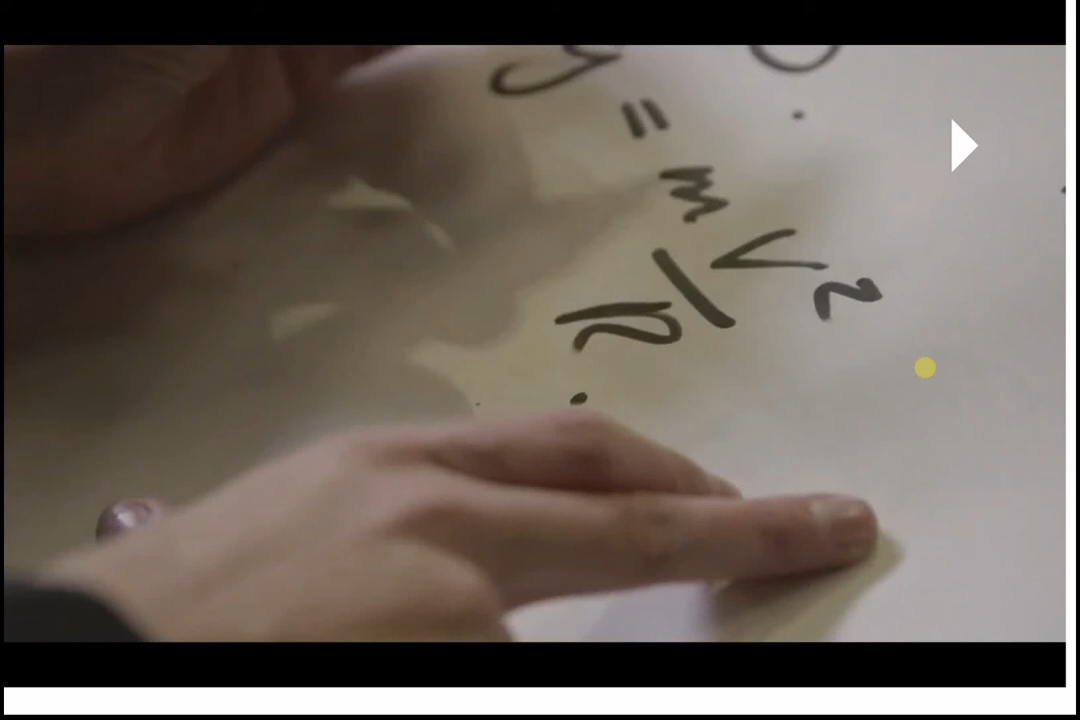 = mV²/R